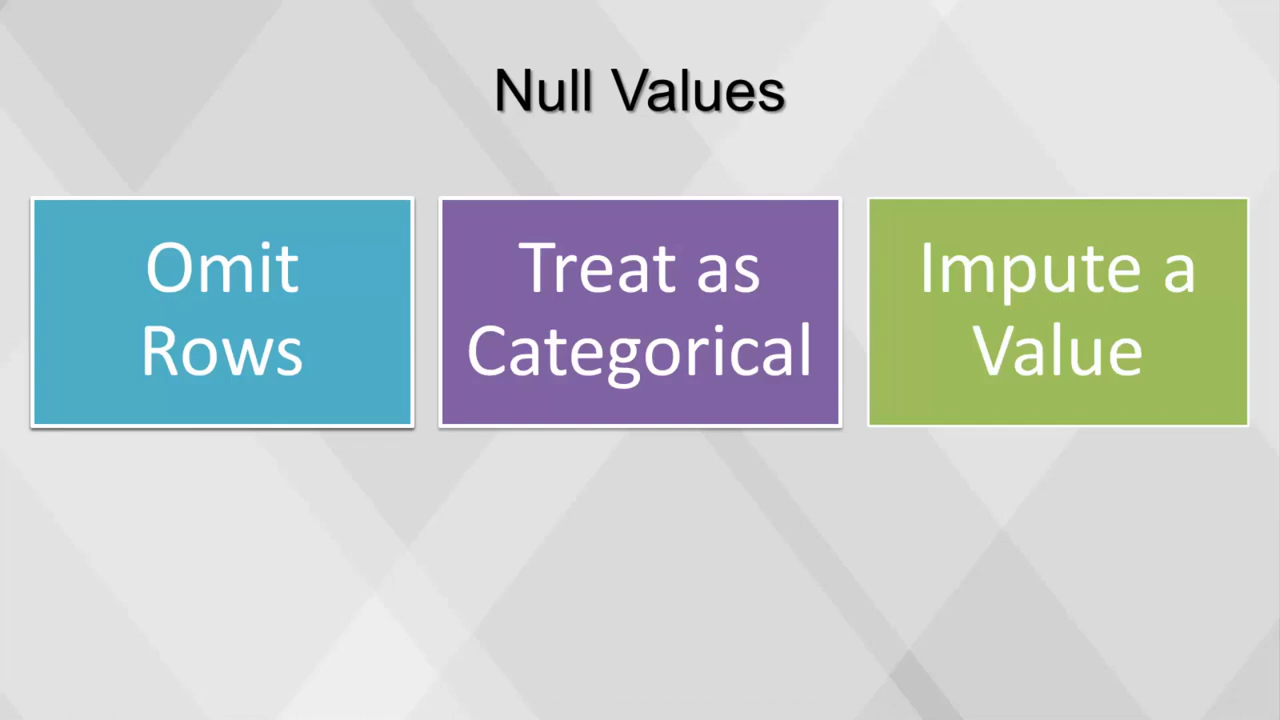 Null Values
Omit
Rows
Treat as
Categorical
Impute a
Value